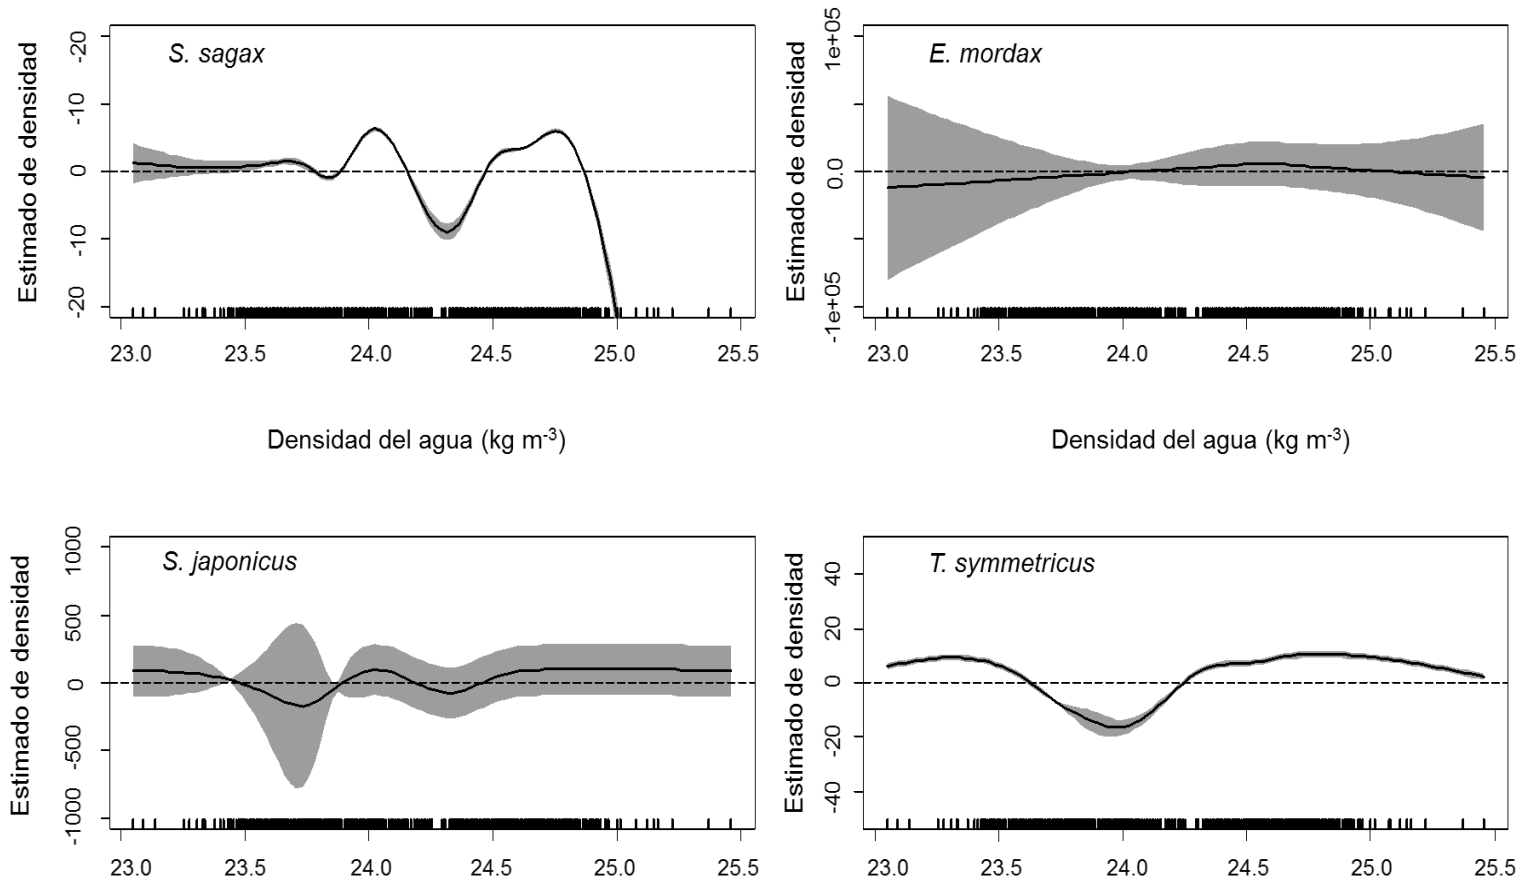 S. sagax
Estimado de densidad
-20
-10
0
-10
-20
23.0 23.5 24.0 24.5 25.0 25.5
Densidad del agua (kg m-3)
E. mordax
Estimado de densidad
1e+05
0.0
-1e+05
23.0 23.5 24.0 24.5 25.0 25.5
Densidad del agua (kg m-3)
S. japonicus
Estimado de densidad
1000
500
0
-500
-1000
23.0 23.5 24.0 24.5 25.0 25.5
T. symmetricus
Estimado de densidad
40
20
0
-20
-40
23.0 23.5 24.0 24.5 25.0 25.5